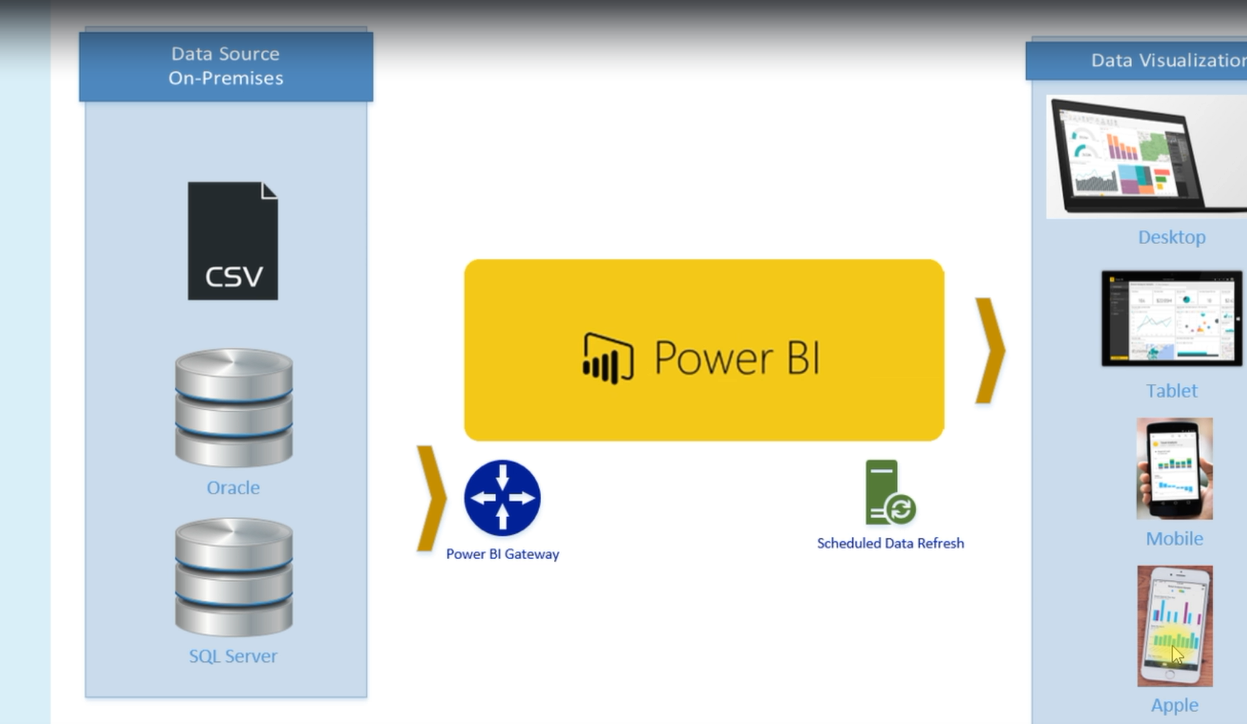 Data Source
On-Premises
CSV
Oracle
SQL Server
Power BI
Power BI Gateway
Scheduled Data Refresh
Data Visualization
Desktop
Tablet
Mobile
Apple